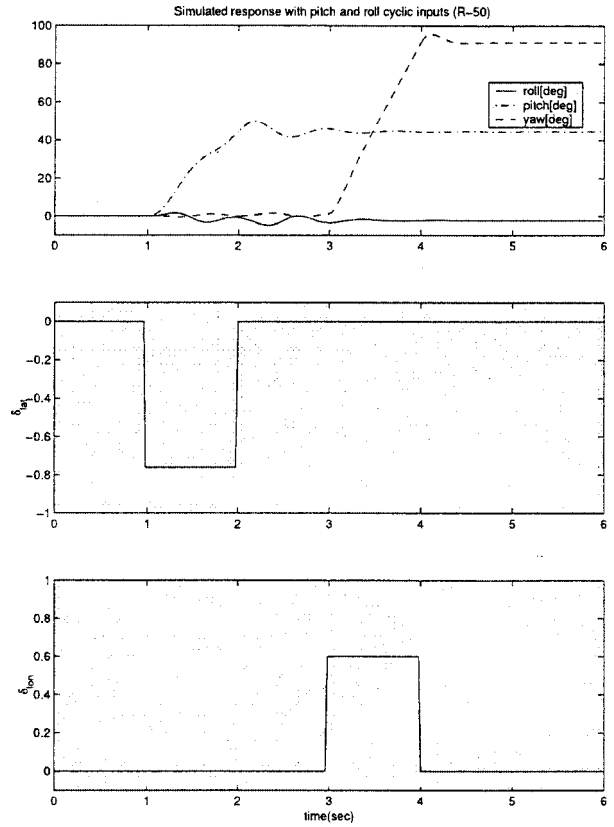 Simulated response with pitch and roll cyclic inputs (R-50)
100
80
60
40
20
0
roll[deg]
pitch[deg]
yaw[deg]
0 1 2 3 4 5 6
0
-0.2
-0.4
-0.6
-0.8
-1
δlat
0 1 2 3 4 5 6
1
0.8
0.6
0.4
0.2
0
δlon
0 1 2 3 4 5 6
time(sec)